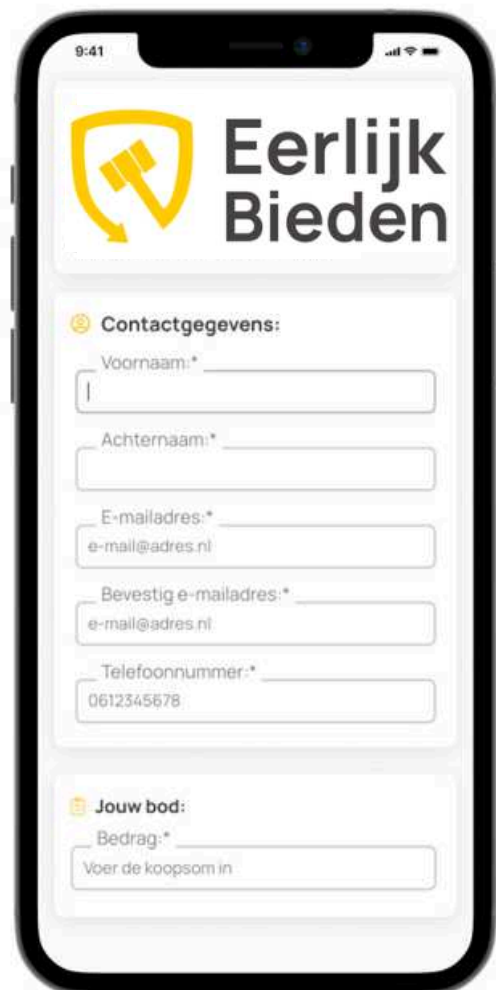 9:41
Eerlijk
Bieden
Contactgegevens:
Voornaam:*
Achternaam:*
E-mailadres:*
e-mail@adres.nl
Bevestig e-mailadres:*
e-mail@adres.nl
Telefoonnummer:*
0612345678
Jouw bod:
Bedrag:*
Voer de koopsom in